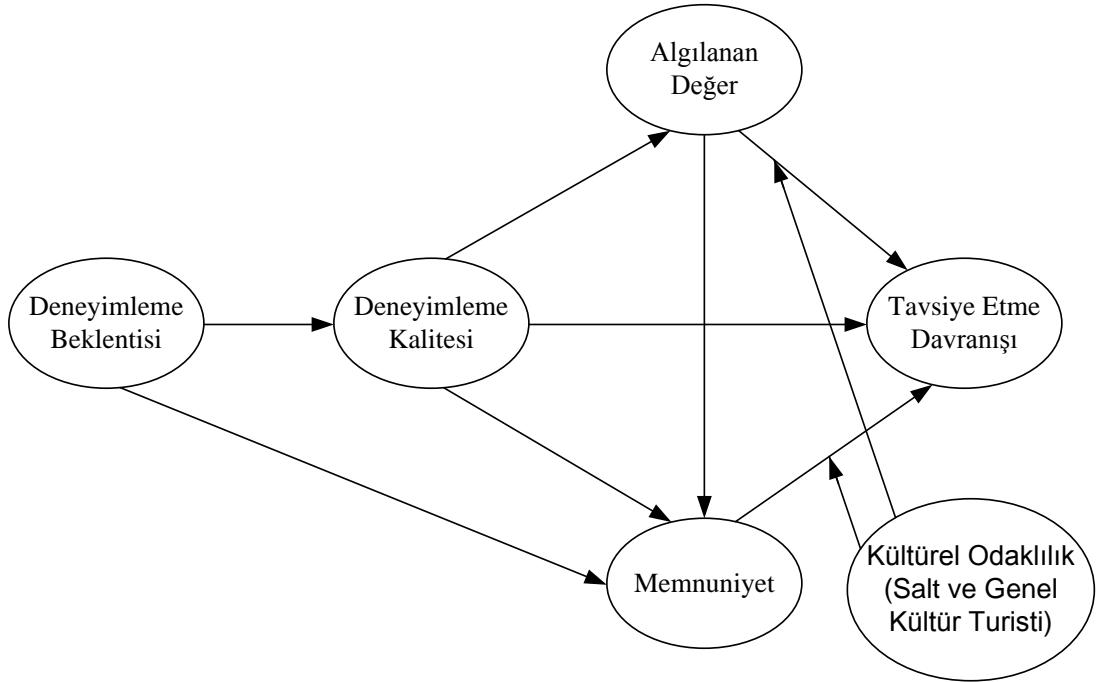 Algılanan
Değer
Deneyimleme
Beklentisi
Deneyimleme
Kalitesi
Tavsiye Etme
Davranışı
Memnuniyet
Kültürel Odaklılık
(Salt ve Genel
Kültür Turisti)